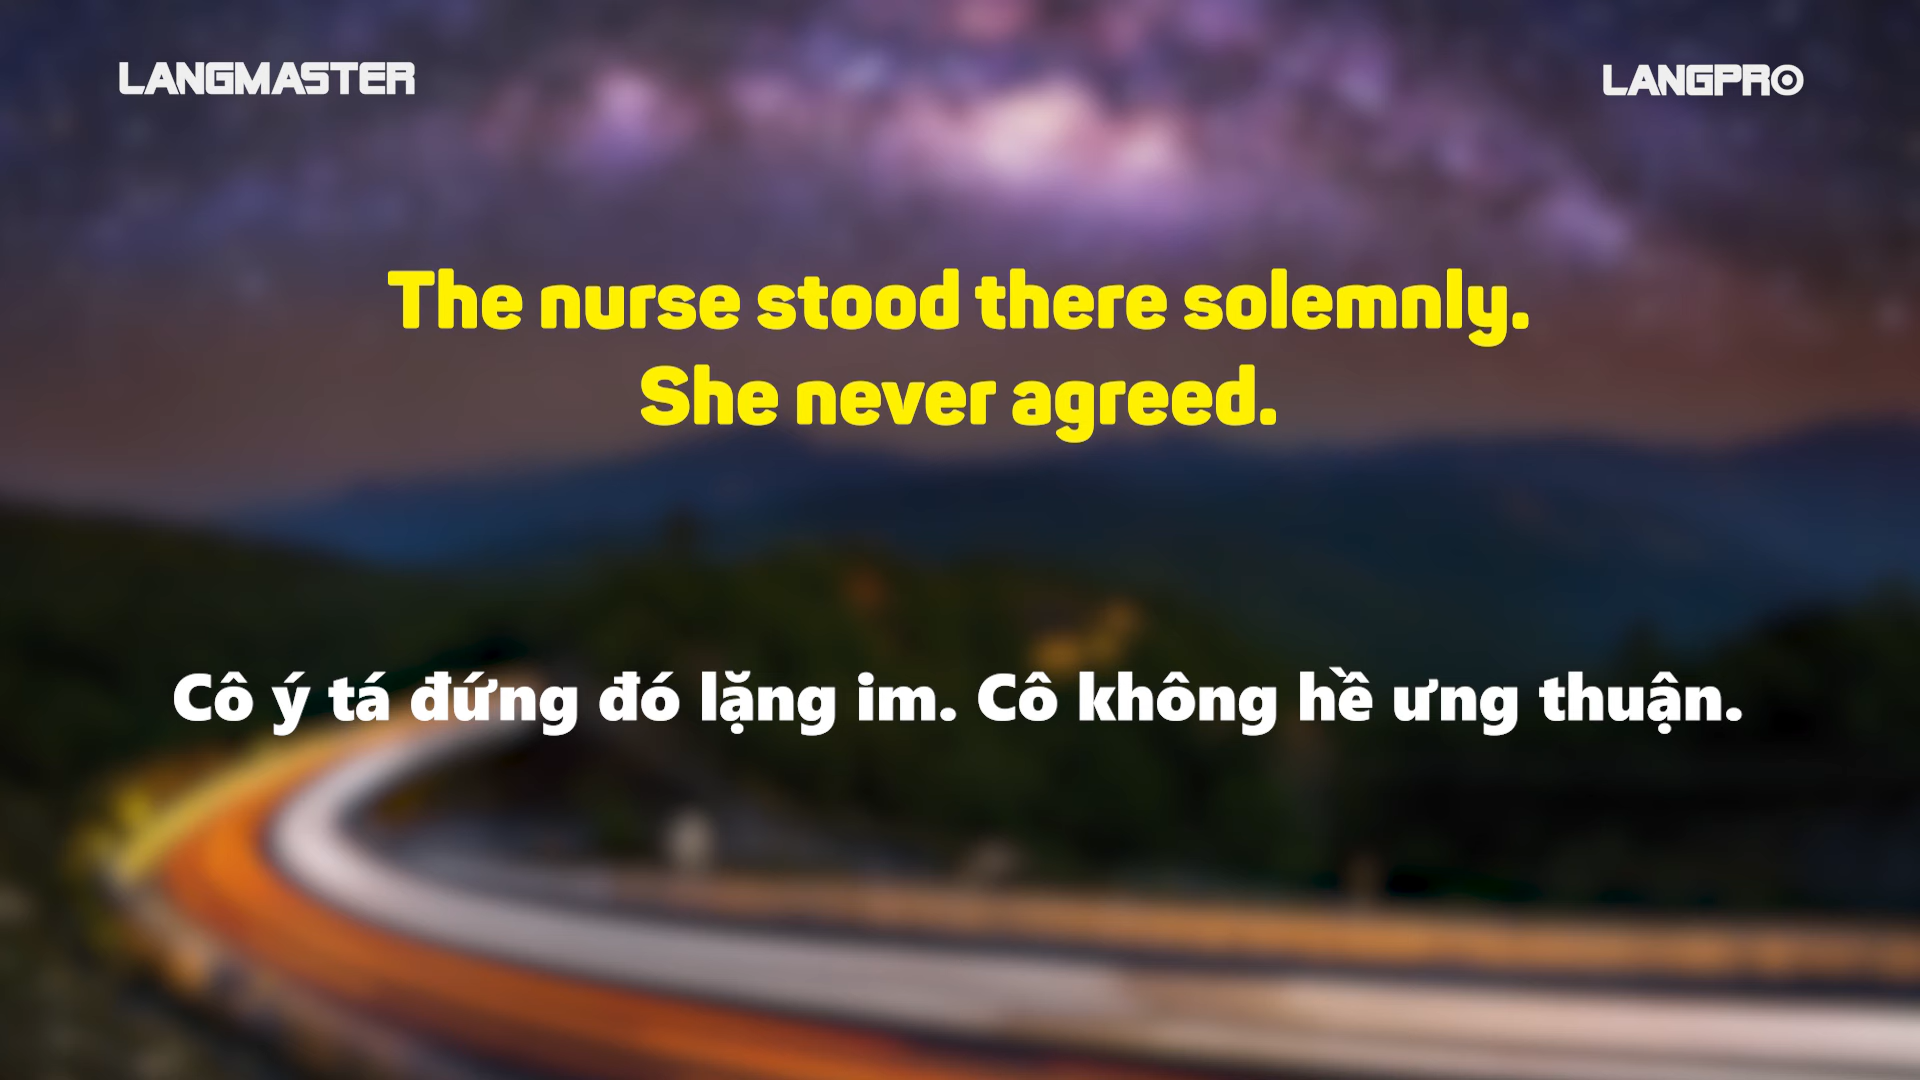 LANGMASTER
LANGPRO
The nurse stood there solemnly.
She never agreed.
Cô ý tá đứng đó lặng im. Cô không hề ưng thuận.